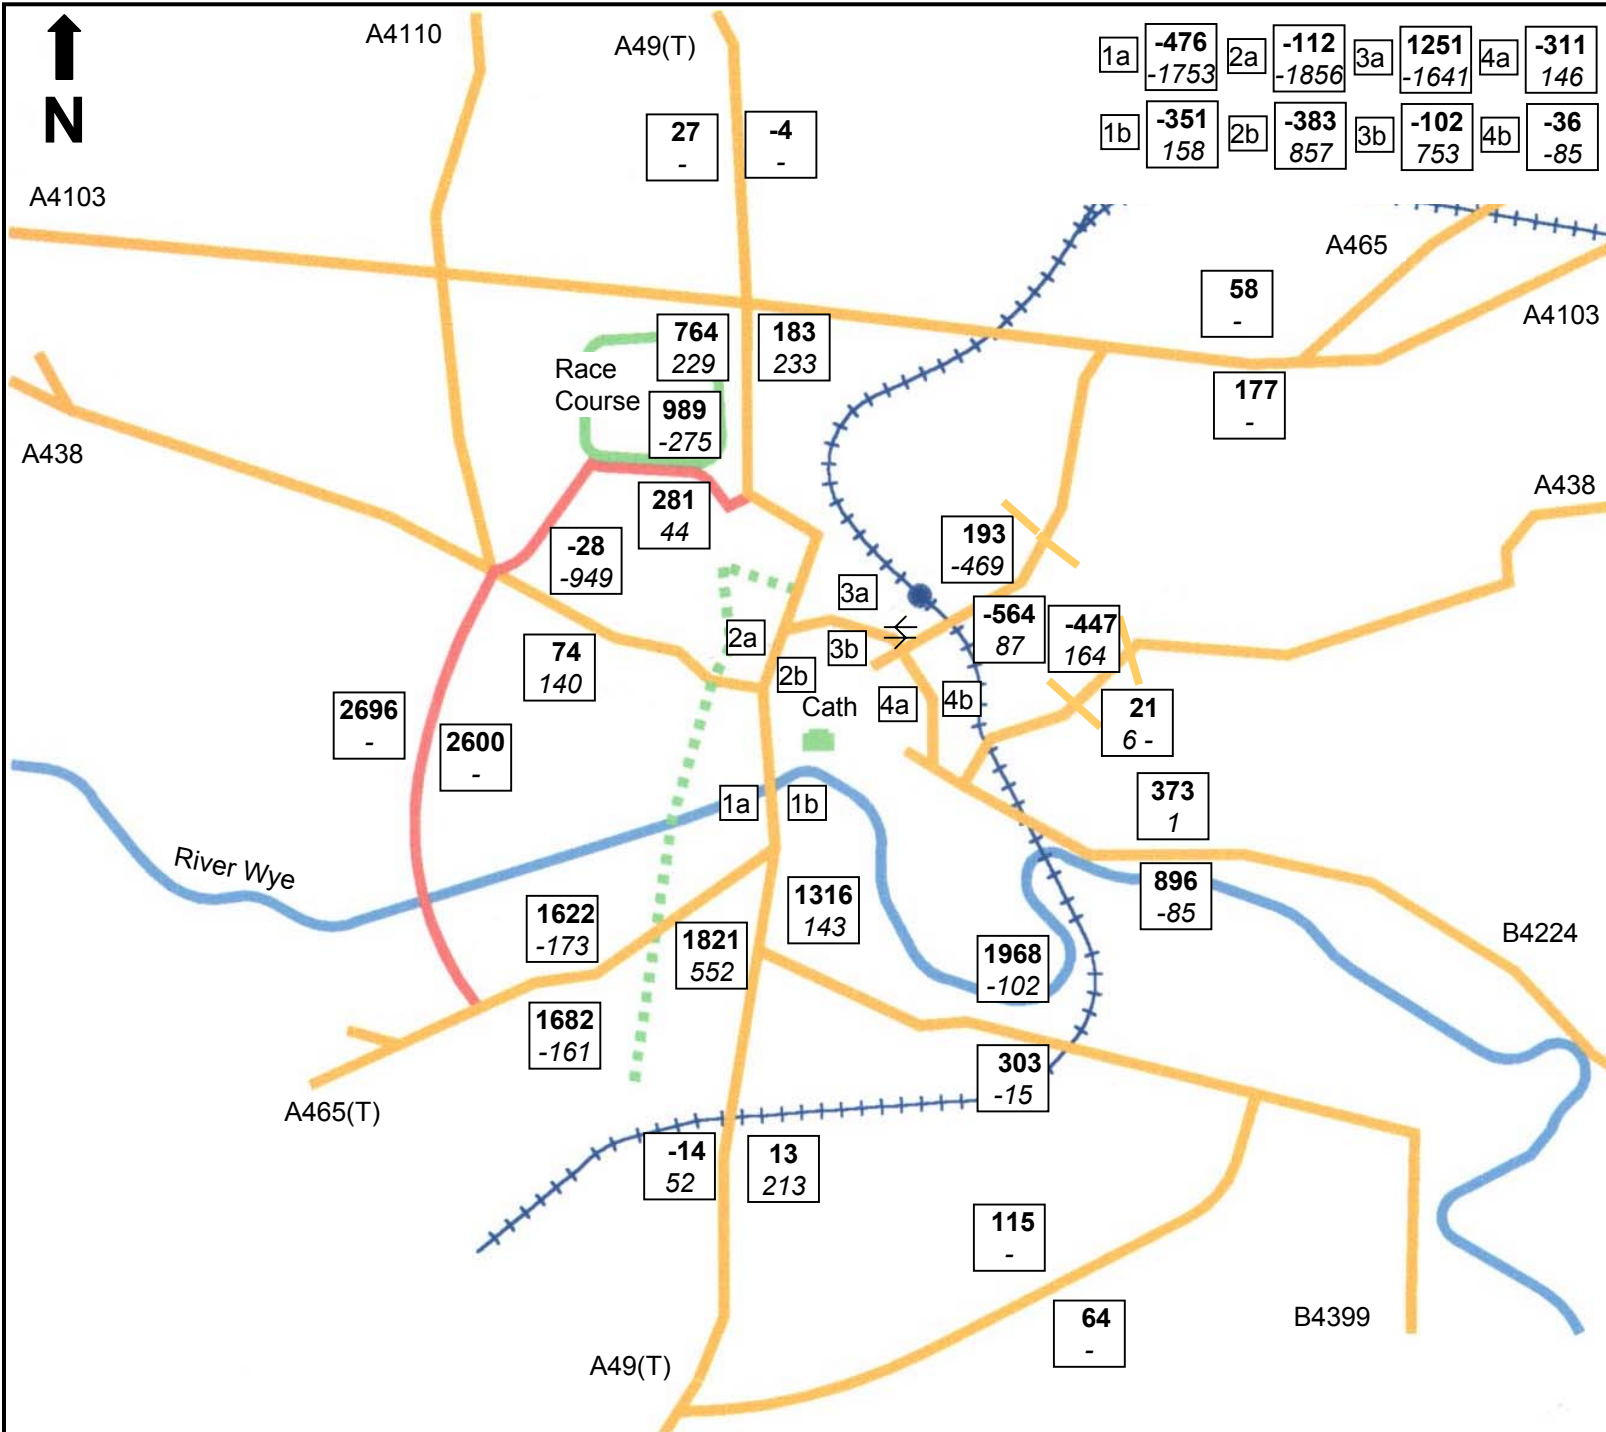 A4110
A49(T)
1a
-476
-1753
2a
-112
-1856
3a
1251
-1641
4a
-311
146
N
27
-
-4
-
1b
-351
158
2b
-383
857
3b
-102
753
4b
-36
-85
A4103
A465
58
-
A4103
764
229
183
233
Race
Course
989
-275
177
-
A438
A438
281
44
-28
-949
193
-469
3a
-564
87
-447
164
2a
3b
74
140
2b
Cath
4a
4b
2696
-
2600
-
21
6 -
1a
1b
373
1
River Wye
896
-85
1622
-173
1316
143
1821
552
B4224
1968
-102
1682
-161
303
-15
A465(T)
-14
52
13
213
115
-
64
-
B4399
A49(T)